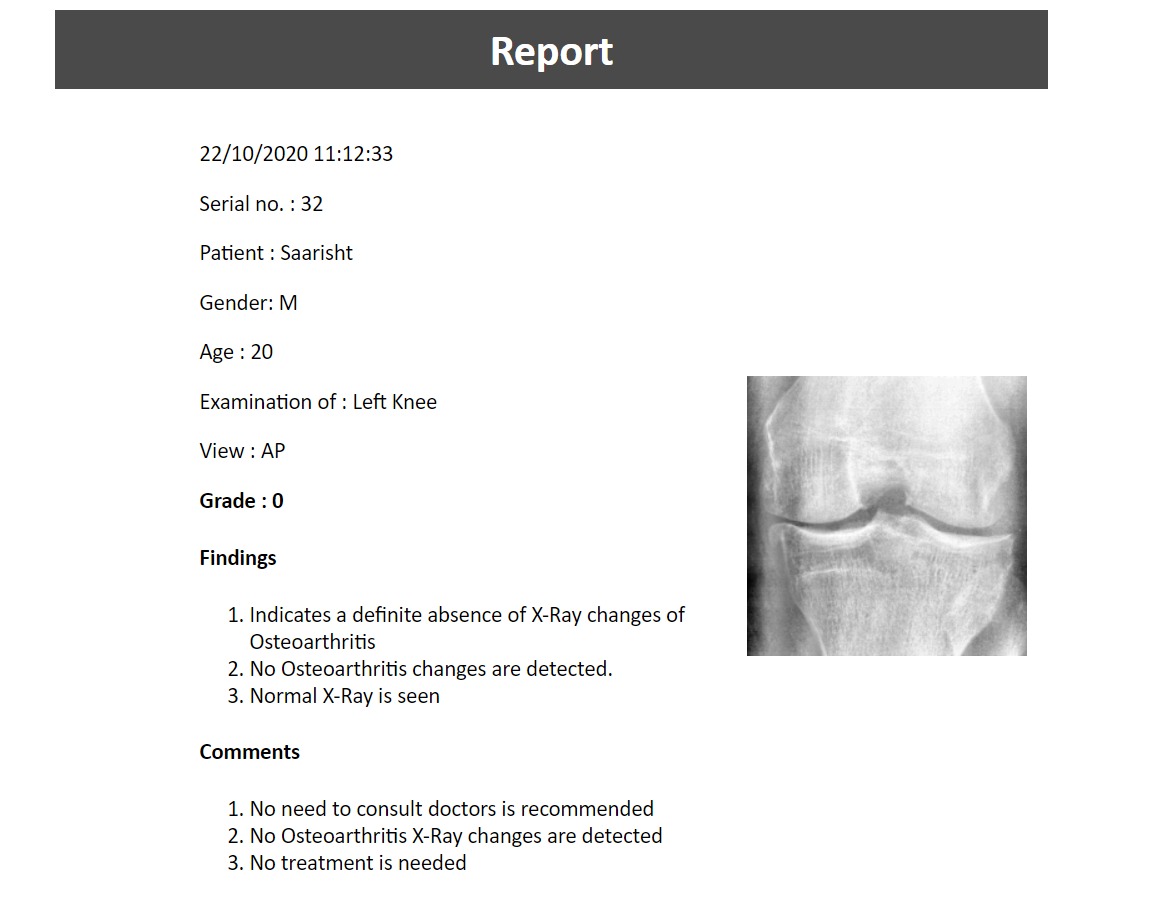 Report
22/10/2020 11:12:33
Serial no. : 32
Patient : Saarisht
Gender: M
Age : 20
Examination of : Left Knee
View : AP
Grade : 0
Findings
1. Indicates a definite absence of X-Ray changes of
Osteoarthritis
2. No Osteoarthritis changes are detected.
3. Normal X-Ray is seen
Comments
1. No need to consult doctors is recommended
2. No Osteoarthritis X-Ray changes are detected
3. No treatment is needed